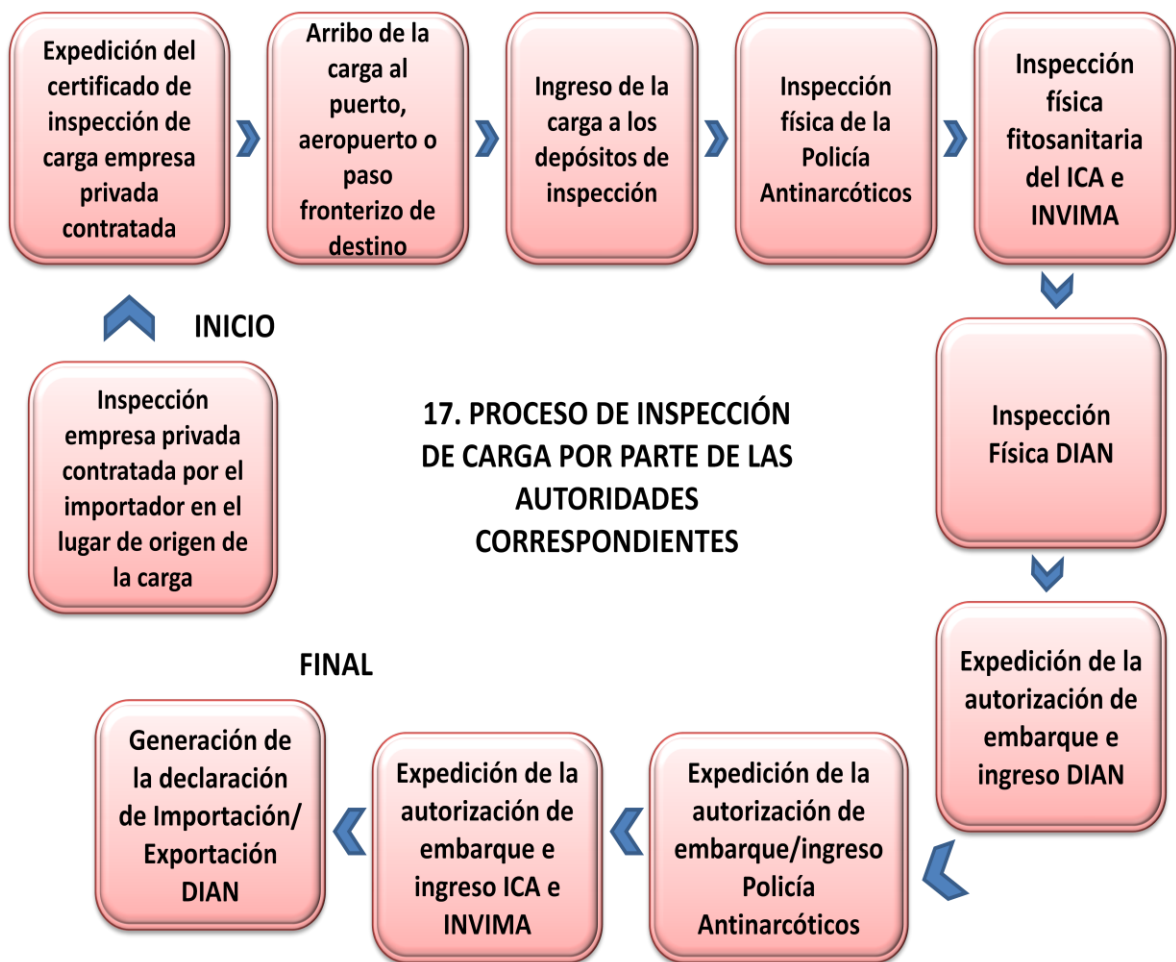 Expedición del
certificado de
inspección de
carga empresa
privada
contratada
Arribo de la
carga al
puerto,
aeropuerto o
paso
fronterizo de
destino
Ingreso de la
carga a los
depósitos de
inspección
Inspección
física de la
Policía
Antinarcóticos
Inspección
física
fitosanitaria
del ICA e
INVIMA
INICIO
Inspección
empresa privada
contratada por el
importador en el
lugar de origen de
la carga
17. PROCESO DE INSPECCIÓN
DE CARGA POR PARTE DE LAS
AUTORIDADES
CORRESPONDIENTES
Inspección
Física DIAN
Expedición de la
autorización de
embarque e
ingreso DIAN
FINAL
Generación de
la declaración
de Importación/
Exportación
DIAN
Expedición de la
autorización de
embarque e
ingreso ICA e
INVIMA
Expedición de la
autorización de
embarque/ingreso
Policía
Antinarcóticos